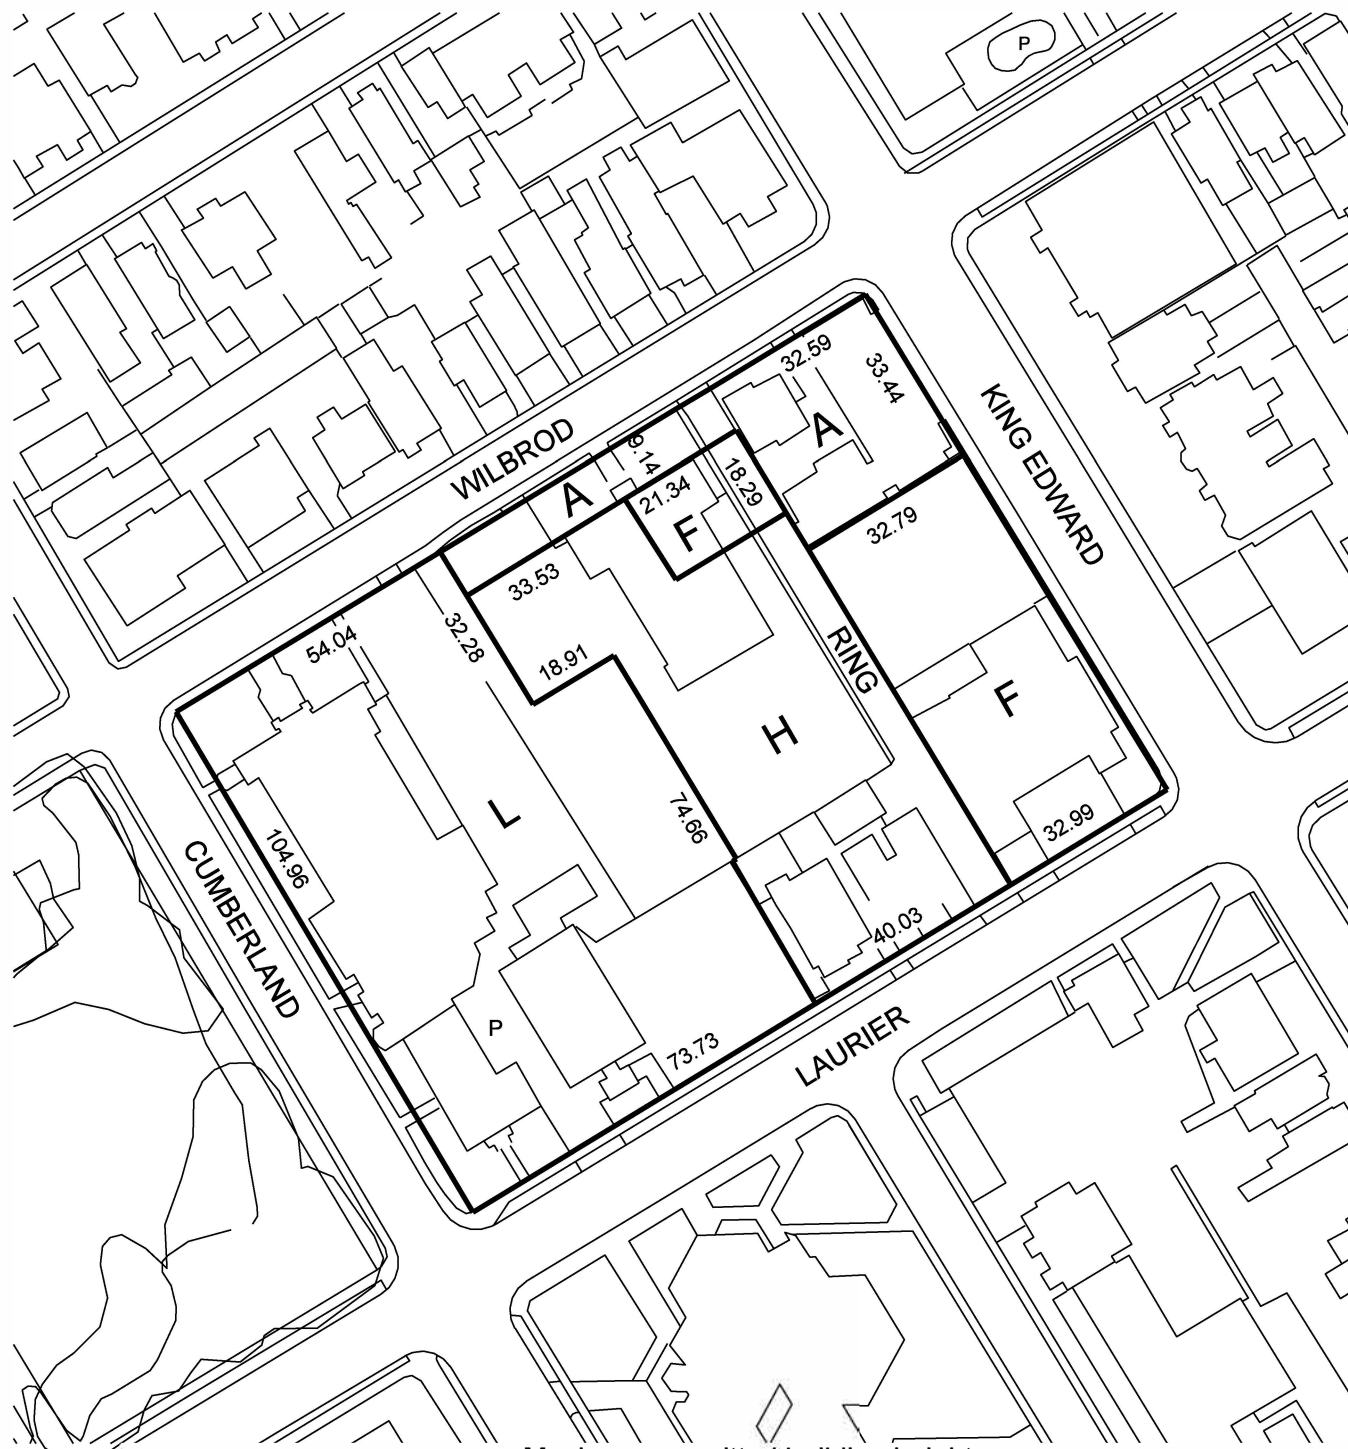 P
32.59
33.44
A
KING EDWARD
WILBROD
9.14
A
21.34
18.29
F
32.79
33.53
54.04
32.28
18.91
RING
F
H
L
74.66
32.99
104.96
CUMBERLAND
40.03
P
73.73
LAURIER